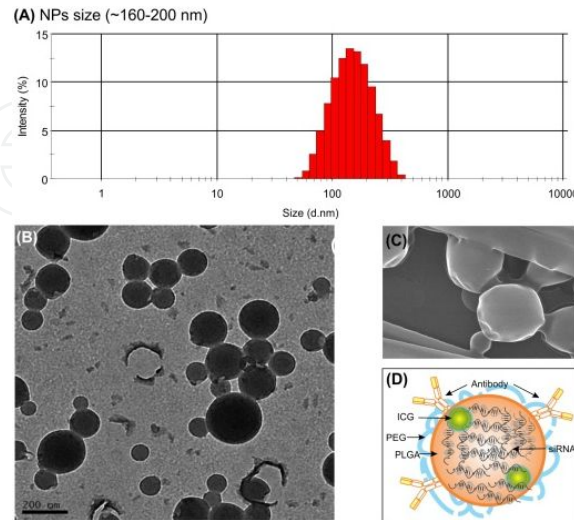 (A) NPs size (~160-200 nm)
15
10
5
0
Intensity (%)
1
10
100
1000
10000
Size (d.nm)
(B)
200 nm
(C)
(D)
Antibody
ICG
PEG
PLGA
siRNA